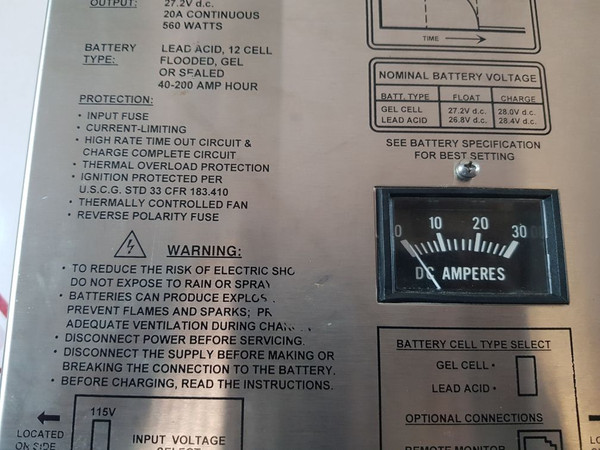 OUTPUT: 27.2V d.c.
20A CONTINUOUS
560 WATTS
BATTERY TYPE: LEAD ACID, 12 CELL
FLOODED, GEL
OR SEALED
40-200 AMP HOUR
PROTECTION:
• INPUT FUSE
• CURRENT-LIMITING
• HIGH RATE TIME OUT CIRCUIT &
CHARGE COMPLETE CIRCUIT
• THERMAL OVERLOAD PROTECTION
• IGNITION PROTECTED PER
U.S.C.G. STD 33 CFR 183.410
• THERMALLY CONTROLLED FAN
• REVERSE POLARITY FUSE
WARNING:
• TO REDUCE THE RISK OF ELECTRIC
DO NOT EXPOSE TO RAIN OR
• BATTERIES CAN PRODUCE
PREVENT FLAMES AND SPARKS;
ADEQUATE VENTILATION DURING
• DISCONNECT POWER BEFORE SERVICING.
• DISCONNECT THE SUPPLY BEFORE MAKING OR
BREAKING THE CONNECTION TO THE BATTERY.
• BEFORE CHARGING, READ THE INSTRUCTIONS.
LOCATED
ON SIDE
115V
INPUT VOLTAGE
SELECT
TIME
NOMINAL BATTERY VOLTAGE
BATT. TYPE FLOAT CHARGE
GEL CELL 27.2V d.c. 28.0V d.c.
LEAD ACID 26.8V d.c. 28.4V d.c.
SEE BATTERY SPECIFICATION
FOR BEST SETTING
0 10 20 30
DC AMPERES
BATTERY CELL TYPE SELECT
GEL CELL •
LEAD ACID •
OPTIONAL CONNECTIONS
REMOTE MONITOR